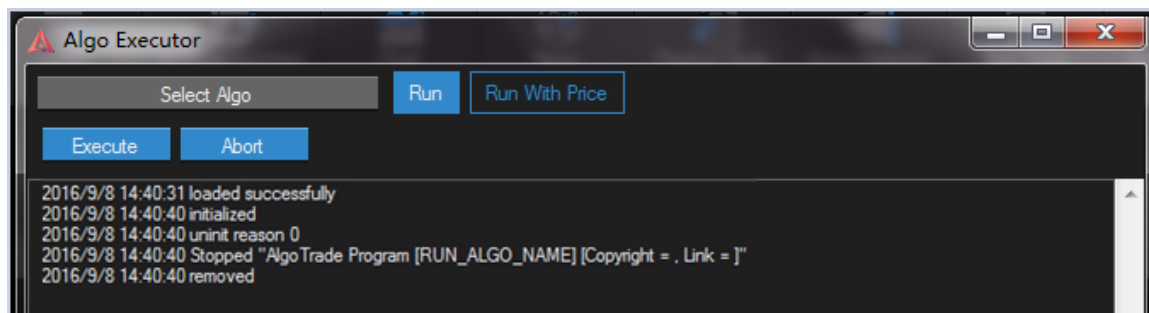 Algo Executor
Select Algo Run Run With Price
Execute Abort
2016/9/8 14:40:31 loaded successfully
2016/9/8 14:40:40 initialized
2016/9/8 14:40:40 uninit reason 0
2016/9/8 14:40:40 Stopped "AlgoTrade Program [RUN_ALGO_NAME] [Copyright = , Link = ]"
2016/9/8 14:40:40 removed